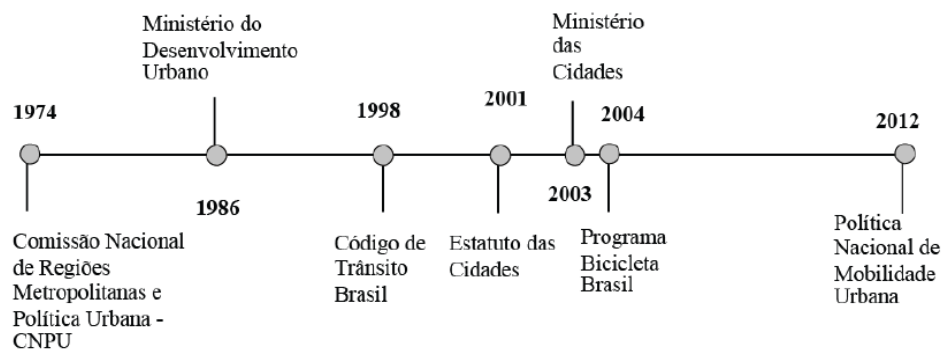 Ministério do
Desenvolvimento
Urbano
Ministério
das
Cidades
1974
1998
2001
2004
2012
1986
2003
Comissão Nacional
de Regiões
Metropolitanas e
Política Urbana -
CNPU
Código de
Trânsito
Brasil
Estatuto das
Cidades
Programa
Bicicleta
Brasil
Política
Nacional de
Mobilidade
Urbana